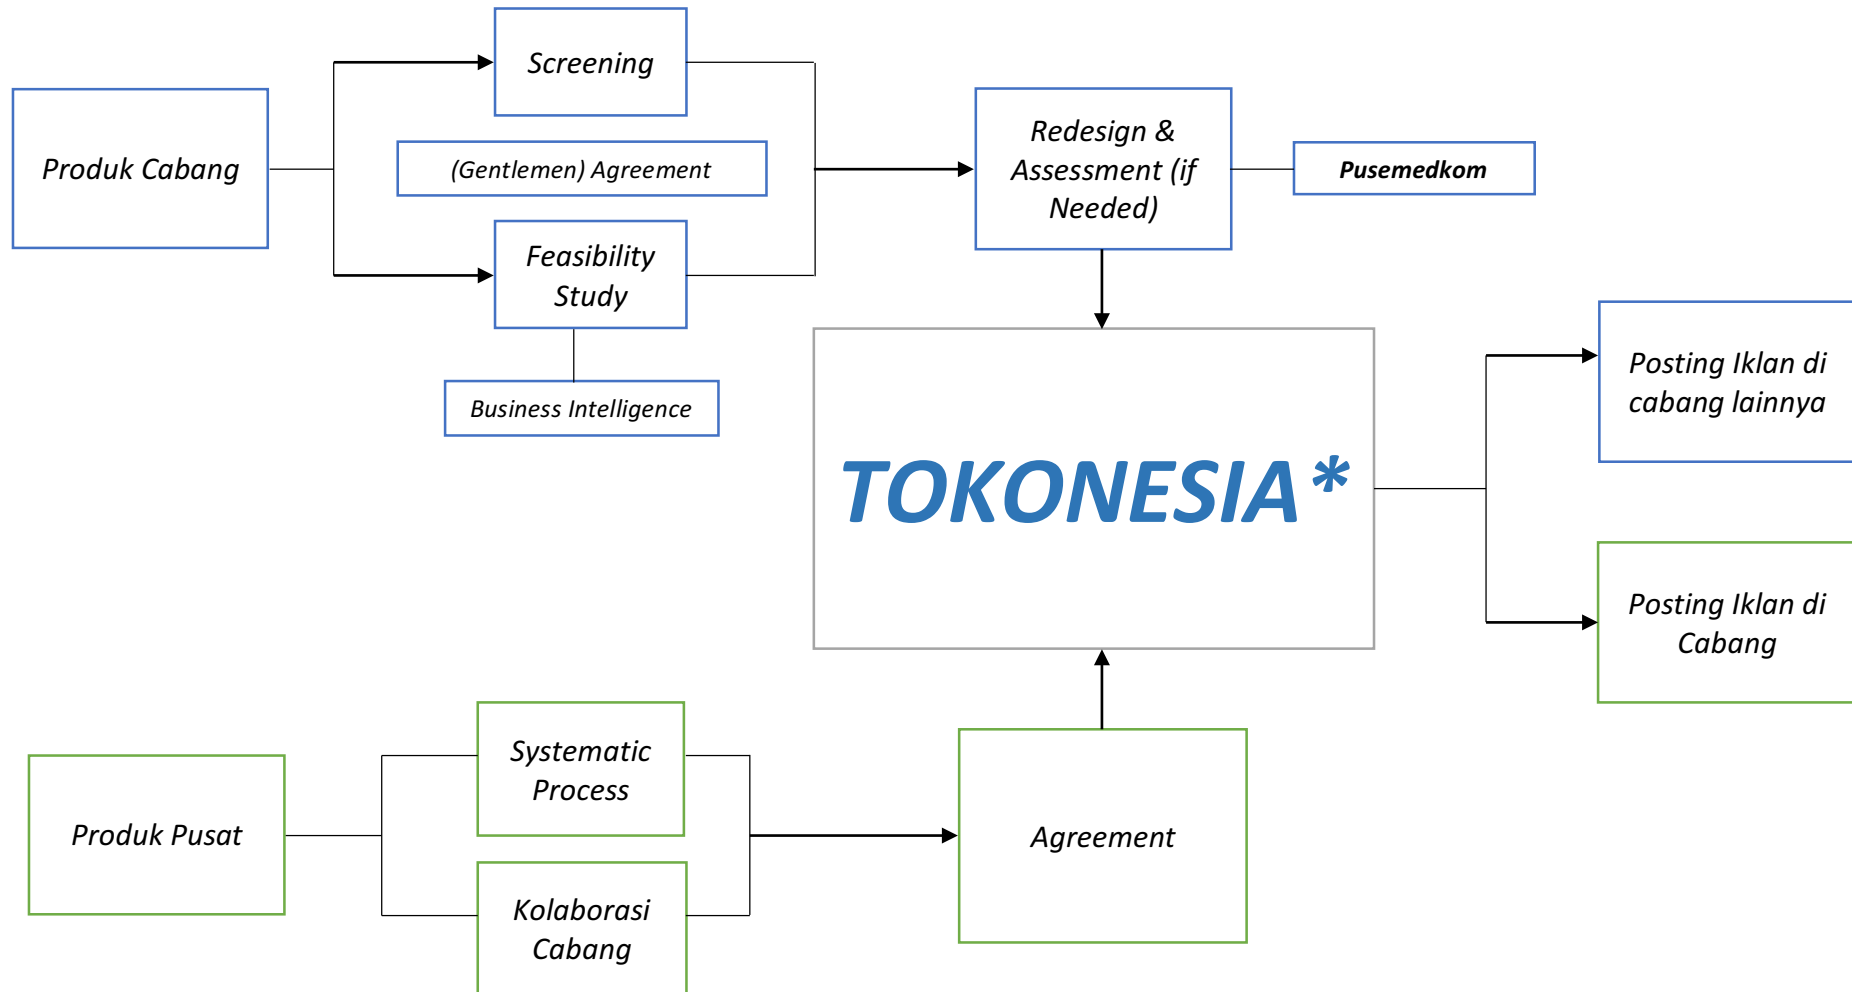 Screening
Produk Cabang
(Gentlemen) Agreement
Feasibility
Study
Business Intelligence
Redesign &
Assessment (if
Needed)
Pusemedkom
TOKONESIA*
Posting Iklan di
cabang lainnya
Posting Iklan di
Cabang
Produk Pusat
Systematic
Process
Kolaborasi
Cabang
Agreement